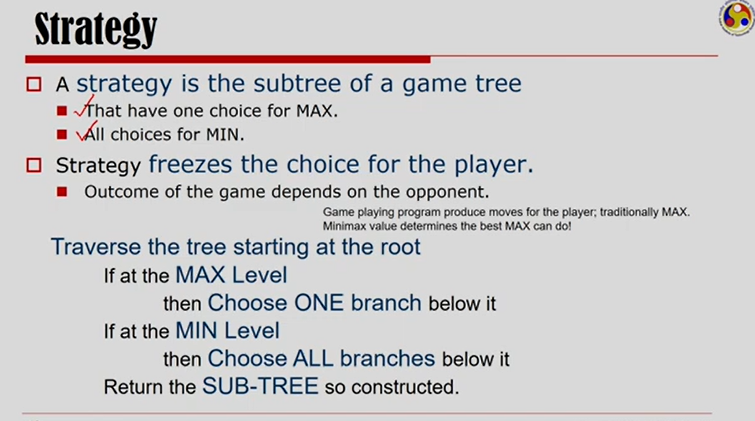 Strategy
A strategy is the subtree of a game tree
That have one choice for MAX.
All choices for MIN.
Strategy freezes the choice for the player.
Outcome of the game depends on the opponent.
Game playing program produce moves for the player; traditionally MAX.
Minimax value determines the best MAX can do!
Traverse the tree starting at the root
If at the MAX Level
then Choose ONE branch below it
If at the MIN Level
then Choose ALL branches below it
Return the SUB-TREE so constructed.